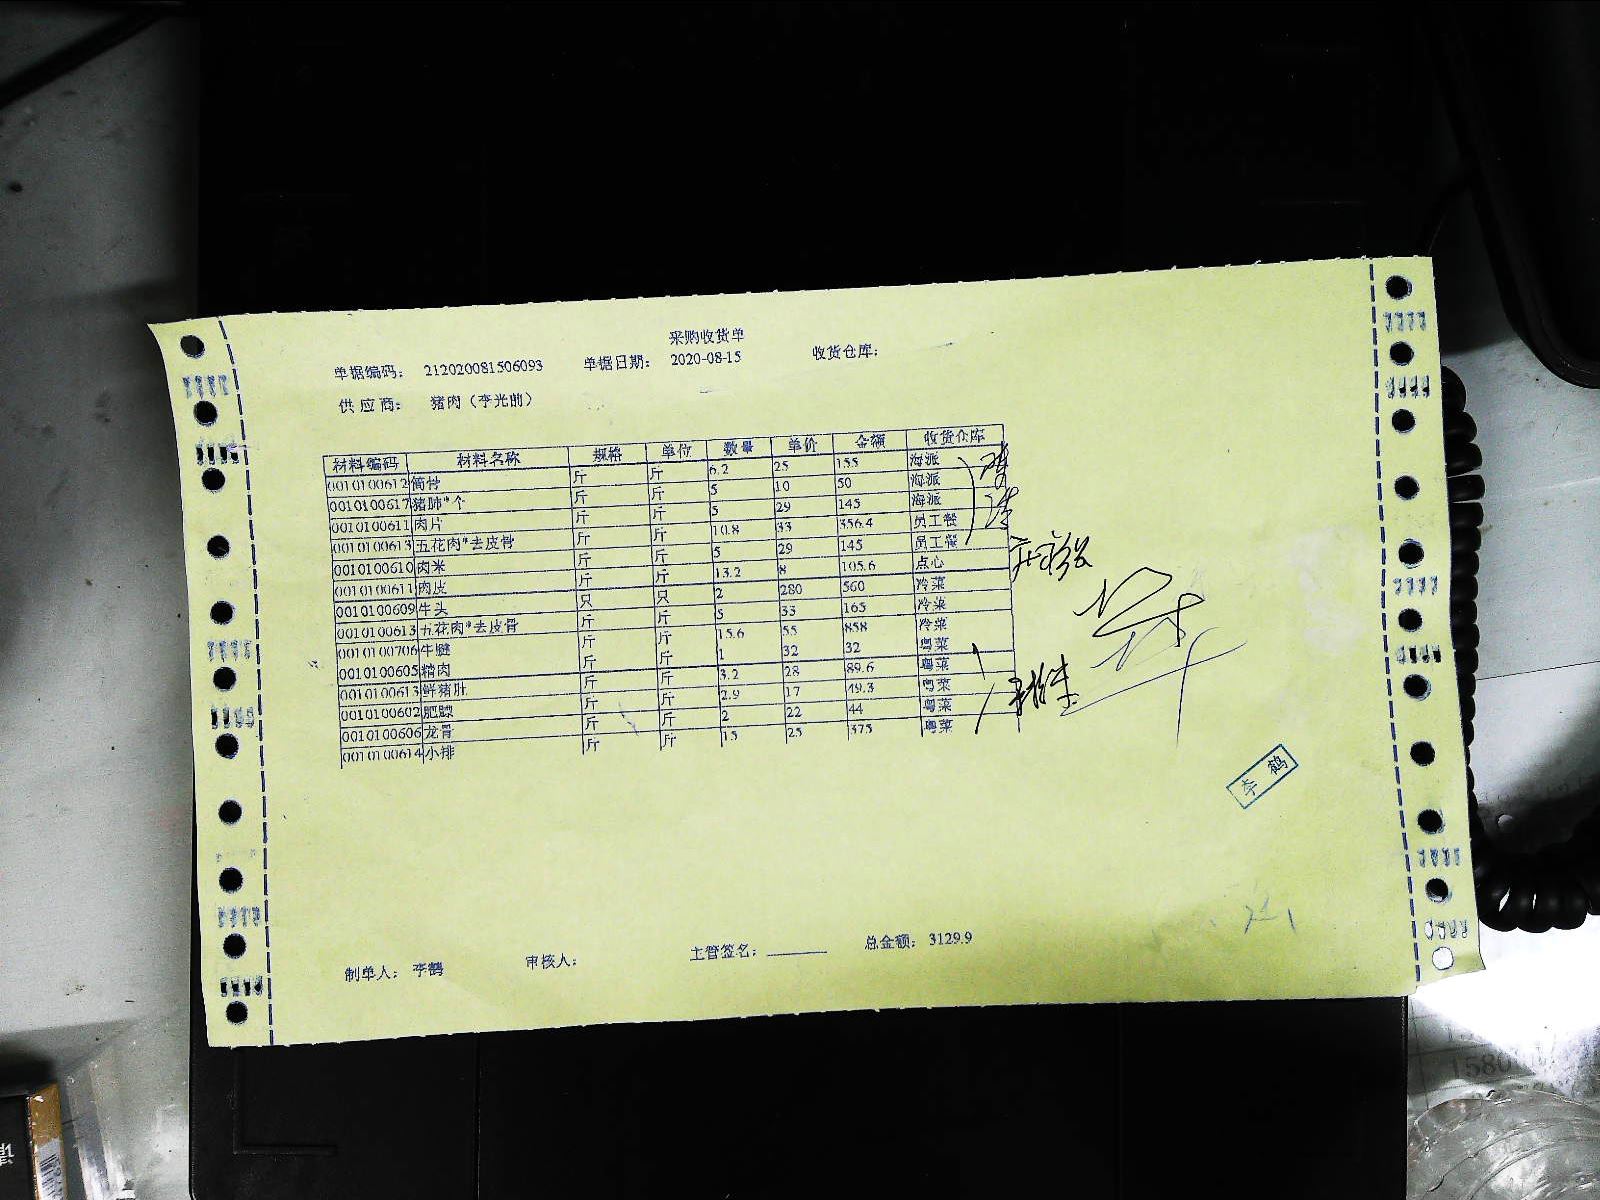 采购收货单
单据编码： 212020081506093 单据日期： 2020-08-15 收货仓库：
供应商： 猪肉（李光前）
材料编码 材料名称 规格 单位 数量 单价 金额 收货仓库
0010100612 筒骨 斤 斤 6.2 25 155 海派
0010100617 猪肺*个 斤 斤 5 10 50 海派
0010100611 肉片 斤 斤 5 29 145 海派
0010100613 五花肉*去皮骨 斤 斤 10.8 33 356.4 员工餐
0010100610 肉米 斤 斤 5 29 145 员工餐
0010100611 肉皮 斤 斤 13.2 8 105.6 点心
0010100609 牛头 只 只 2 280 560 冷菜
0010100613 五花肉*去皮骨 斤 斤 5 33 165 冷菜
0010100706 牛腱 斤 斤 15.6 55 858 冷菜
0010100605 精肉 斤 斤 1 32 32 粤菜
0010100613 鲜猪肚 斤 斤 3.2 28 89.6 粤菜
0010100602 肥膘 斤 斤 2.9 17 49.3 粤菜
0010100606 龙骨 斤 斤 2 22 44 粤菜
0010100614 小排 斤 斤 15 25 375 粤菜
李鹤
制单人： 李鹤 审核人： 主管签名： 总金额： 3129.9